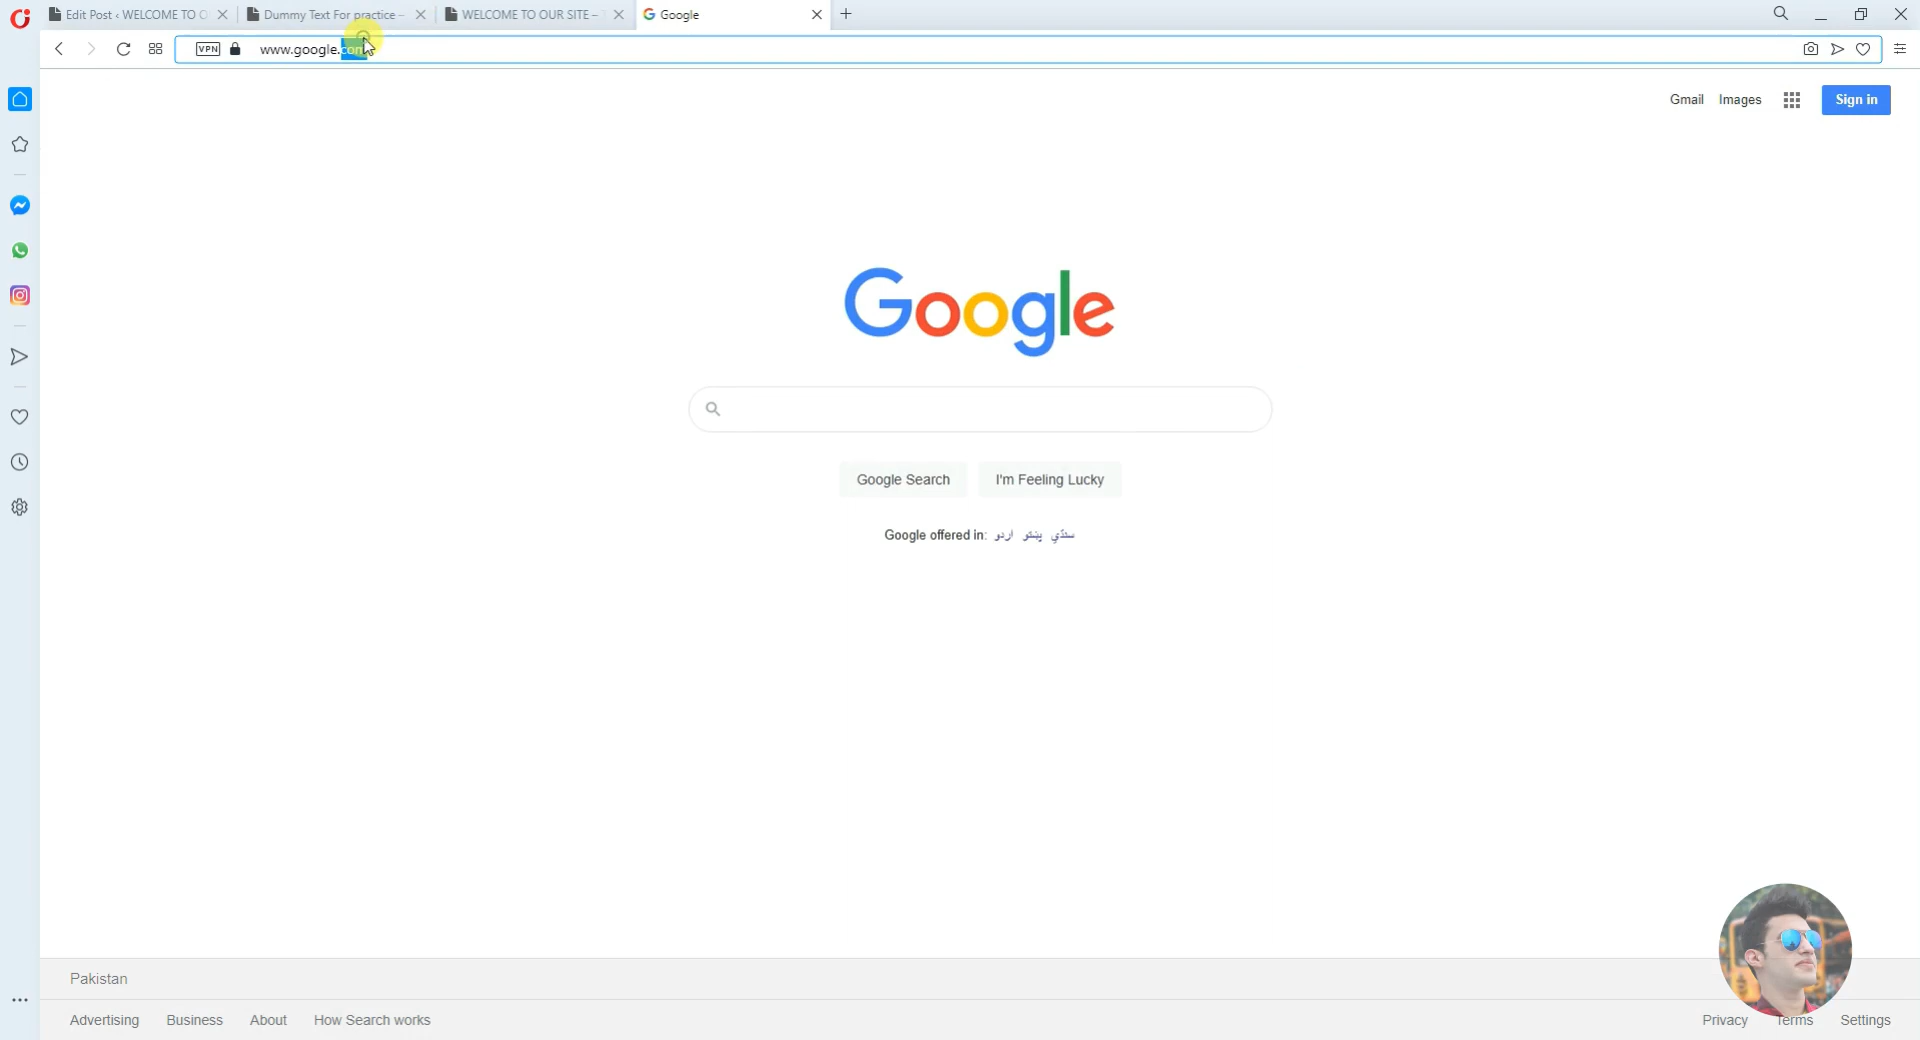 Edit Post ‹ WELCOME TO O
Dummy Text For practice –
WELCOME TO OUR SITE –
Google
VPN
www.google.com
Gmail Images Sign in
Google
Google Search I'm Feeling Lucky
Google offered in: اردو پښتو سنڌي
Pakistan
Advertising Business About How Search works
Privacy Terms Settings